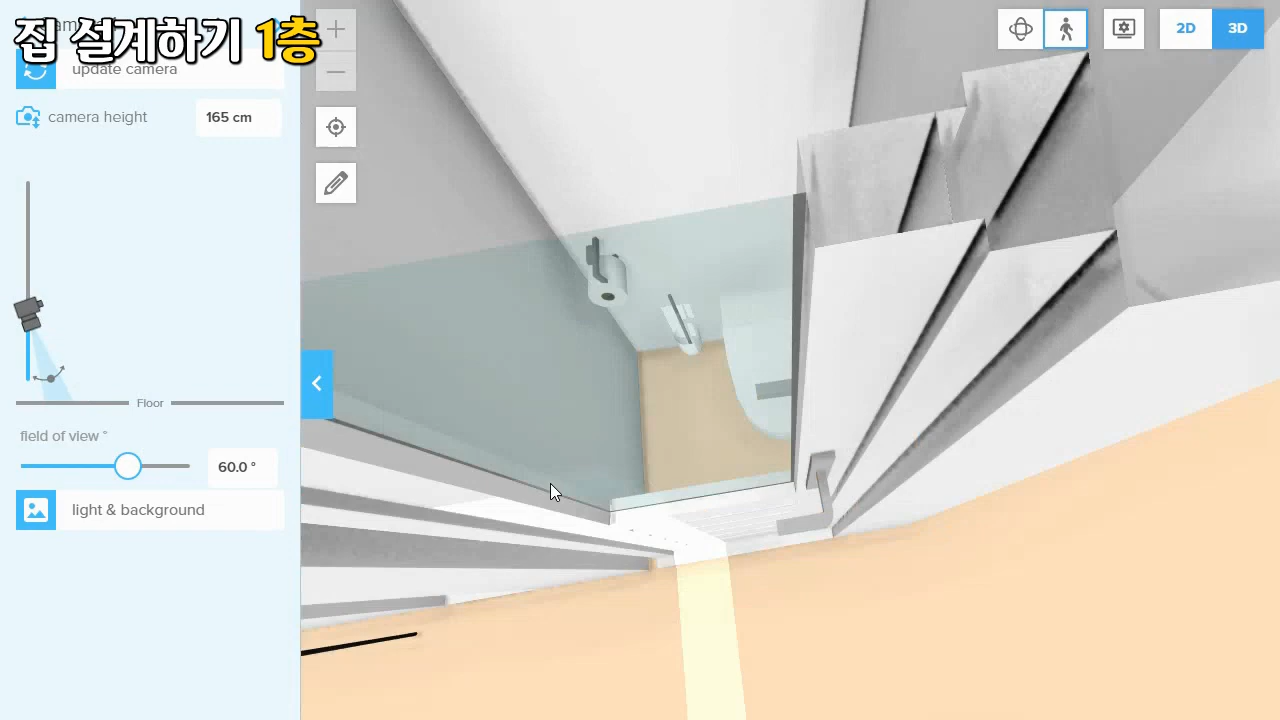 집 설계하기 1층
update camera
camera height
165 cm
Floor
field of view °
60.0 °
light & background
2D
3D